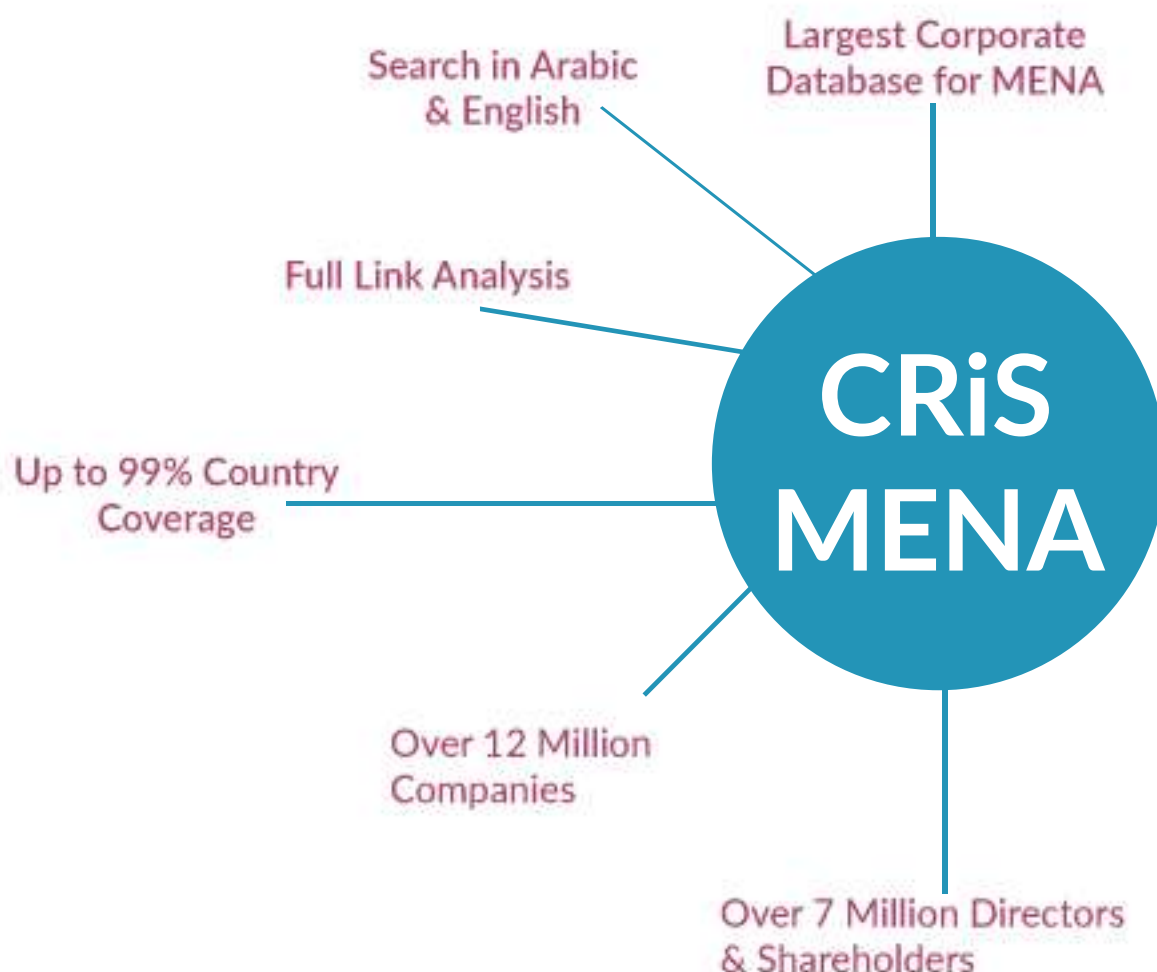 Largest Corporate
Database for MENA
Search in Arabic
& English
Full Link Analysis
CRiS
MENA
Up to 99% Country
Coverage
Over 12 Million
Companies
Over 7 Million Directors
& Shareholders